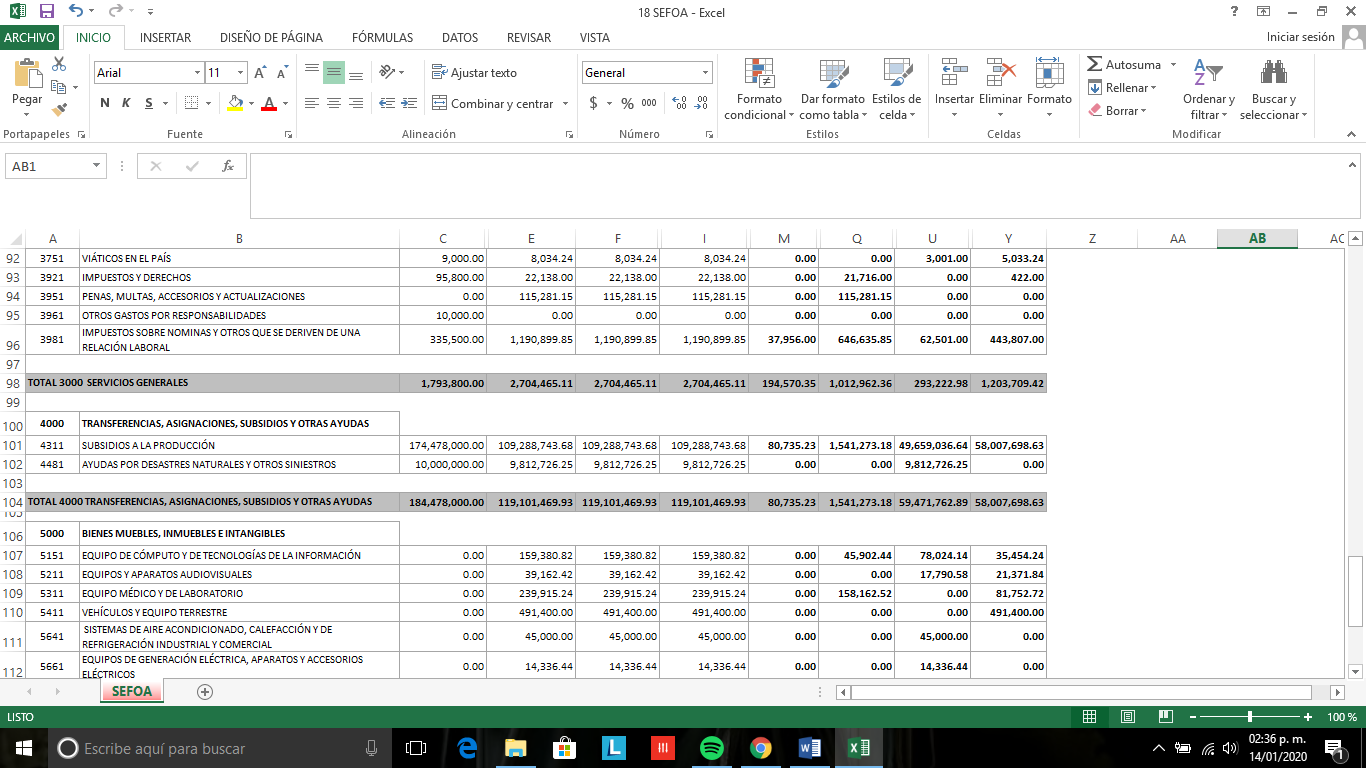 18 SEFOA - Excel
ARCHIVO INICIO INSERTAR DISEÑO DE PÁGINA FÓRMULAS DATOS REVISAR VISTA Iniciar sesión
Pegar
Arial 11
N K S
Ajustar texto
Combinar y centrar
General
$ % 000
Formato condicional
Dar formato como tabla
Estilos de celda
Insertar Eliminar Formato
Autosuma
Rellenar
Borrar
Ordenar y filtrar
Buscar y seleccionar
Portapapeles Fuente Alineación Número Estilos Celdas Modificar
AB1 fx
A B C E F I M Q U Y Z AA AB AC
92 3751 VIÁTICOS EN EL PAÍS 9,000.00 8,034.24 8,034.24 8,034.24 0.00 0.00 3,001.00 5,033.24
93 3921 IMPUESTOS Y DERECHOS 95,800.00 22,138.00 22,138.00 22,138.00 0.00 21,716.00 0.00 422.00
94 3951 PENAS, MULTAS, ACCESORIOS Y ACTUALIZACIONES 0.00 115,281.15 115,281.15 115,281.15 0.00 115,281.15 0.00 0.00
95 3961 OTROS GASTOS POR RESPONSABILIDADES 10,000.00 0.00 0.00 0.00 0.00 0.00 0.00 0.00
IMPUESTOS SOBRE NOMINAS Y OTROS QUE SE DERIVEN DE UNA
96 3981 RELACIÓN LABORAL 335,500.00 1,190,899.85 1,190,899.85 1,190,899.85 37,956.00 646,635.85 62,501.00 443,807.00
97
98 TOTAL 3000 SERVICIOS GENERALES 1,793,800.00 2,704,465.11 2,704,465.11 2,704,465.11 194,570.35 1,012,962.36 293,222.98 1,203,709.42
99
100 4000 TRANSFERENCIAS, ASIGNACIONES, SUBSIDIOS Y OTRAS AYUDAS
101 4311 SUBSIDIOS A LA PRODUCCIÓN 174,478,000.00 109,288,743.68 109,288,743.68 109,288,743.68 80,735.23 1,541,273.18 49,659,036.64 58,007,698.63
102 4481 AYUDAS POR DESASTRES NATURALES Y OTROS SINIESTROS 10,000,000.00 9,812,726.25 9,812,726.25 9,812,726.25 0.00 0.00 9,812,726.25 0.00
103
104 TOTAL 4000 TRANSFERENCIAS, ASIGNACIONES, SUBSIDIOS Y OTRAS AYUDAS 184,478,000.00 119,101,469.93 119,101,469.93 119,101,469.93 80,735.23 1,541,273.18 59,471,762.89 58,007,698.63
105
106 5000 BIENES MUEBLES, INMUEBLES E INTANGIBLES
107 5151 EQUIPO DE CÓMPUTO Y DE TECNOLOGÍAS DE LA INFORMACIÓN 0.00 159,380.82 159,380.82 159,380.82 0.00 45,902.44 78,024.14 35,454.24
108 5211 EQUIPOS Y APARATOS AUDIOVISUALES 0.00 39,162.42 39,162.42 39,162.42 0.00 0.00 17,790.58 21,371.84
109 5311 EQUIPO MÉDICO Y DE LABORATORIO 0.00 239,915.24 239,915.24 239,915.24 0.00 158,162.52 0.00 81,752.72
110 5411 VEHÍCULOS Y EQUIPO TERRESTRE 0.00 491,400.00 491,400.00 491,400.00 0.00 0.00 0.00 491,400.00
SISTEMAS DE AIRE ACONDICIONADO, CALEFACCIÓN Y DE
111 5641 REFRIGERACIÓN INDUSTRIAL Y COMERCIAL 0.00 45,000.00 45,000.00 45,000.00 0.00 0.00 45,000.00 0.00
EQUIPOS DE GENERACIÓN ELÉCTRICA, APARATOS Y ACCESORIOS
112 5661 ELÉCTRICOS 0.00 14,336.44 14,336.44 14,336.44 0.00 0.00 14,336.44 0.00
SEFOA
LISTO 100 %
Escribe aquí para buscar
02:36 p. m.
14/01/2020
1